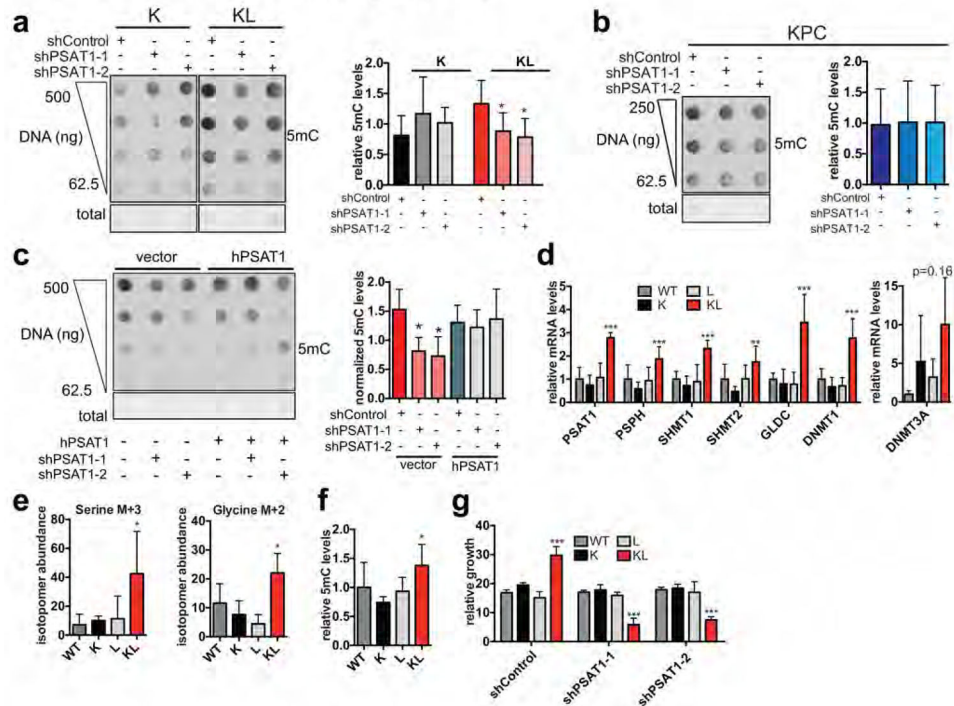 a
K
KL
shControl + - - + - -
shPSAT1-1 - + - - + -
shPSAT1-2 - - + - - +
500
DNA (ng)
62.5
5mC
total
relative 5mC levels
2.0
1.5
1.0
0.5
0.0
K
KL
*
*
shControl + - - + - -
shPSAT1-1 - + - - + -
shPSAT1-2 - - + - - +
b
KPC
shControl + - -
shPSAT1-1 - + -
shPSAT1-2 - - +
250
DNA (ng)
62.5
5mC
total
relative 5mC levels
2.0
1.5
1.0
0.5
0.0
shControl + - -
shPSAT1-1 - + -
shPSAT1-2 - - +
c
vector
hPSAT1
500
DNA (ng)
62.5
5mC
total
hPSAT1 - - - + + +
shPSAT1-1 - + - - + -
shPSAT1-2 - - + - - +
normalized 5mC levels
2.0
1.5
1.0
0.5
0.0
*
*
shControl + - - + - -
shPSAT1-1 - + - - + -
shPSAT1-2 - - + - - +
vector
hPSAT1
d
relative mRNA levels
5
4
3
2
1
0
WT
L
K
KL
***
***
***
**
***
***
PSAT1
PSPH
SHMT1
SHMT2
GLDC
DNMT1
p=0.16
relative mRNA levels
20
15
10
5
0
DNMT3A
e
Serine M+3
isotopomer abundance
80
60
40
20
0
*
WT
K
L
KL
Glycine M+2
isotopomer abundance
40
30
20
10
0
*
WT
K
L
KL
f
relative 5mC levels
2.0
1.5
1.0
0.5
0.0
*
WT
K
L
KL
g
relative growth
40
30
20
10
0
WT
L
K
KL
***
***
***
shControl
shPSAT1-1
shPSAT1-2